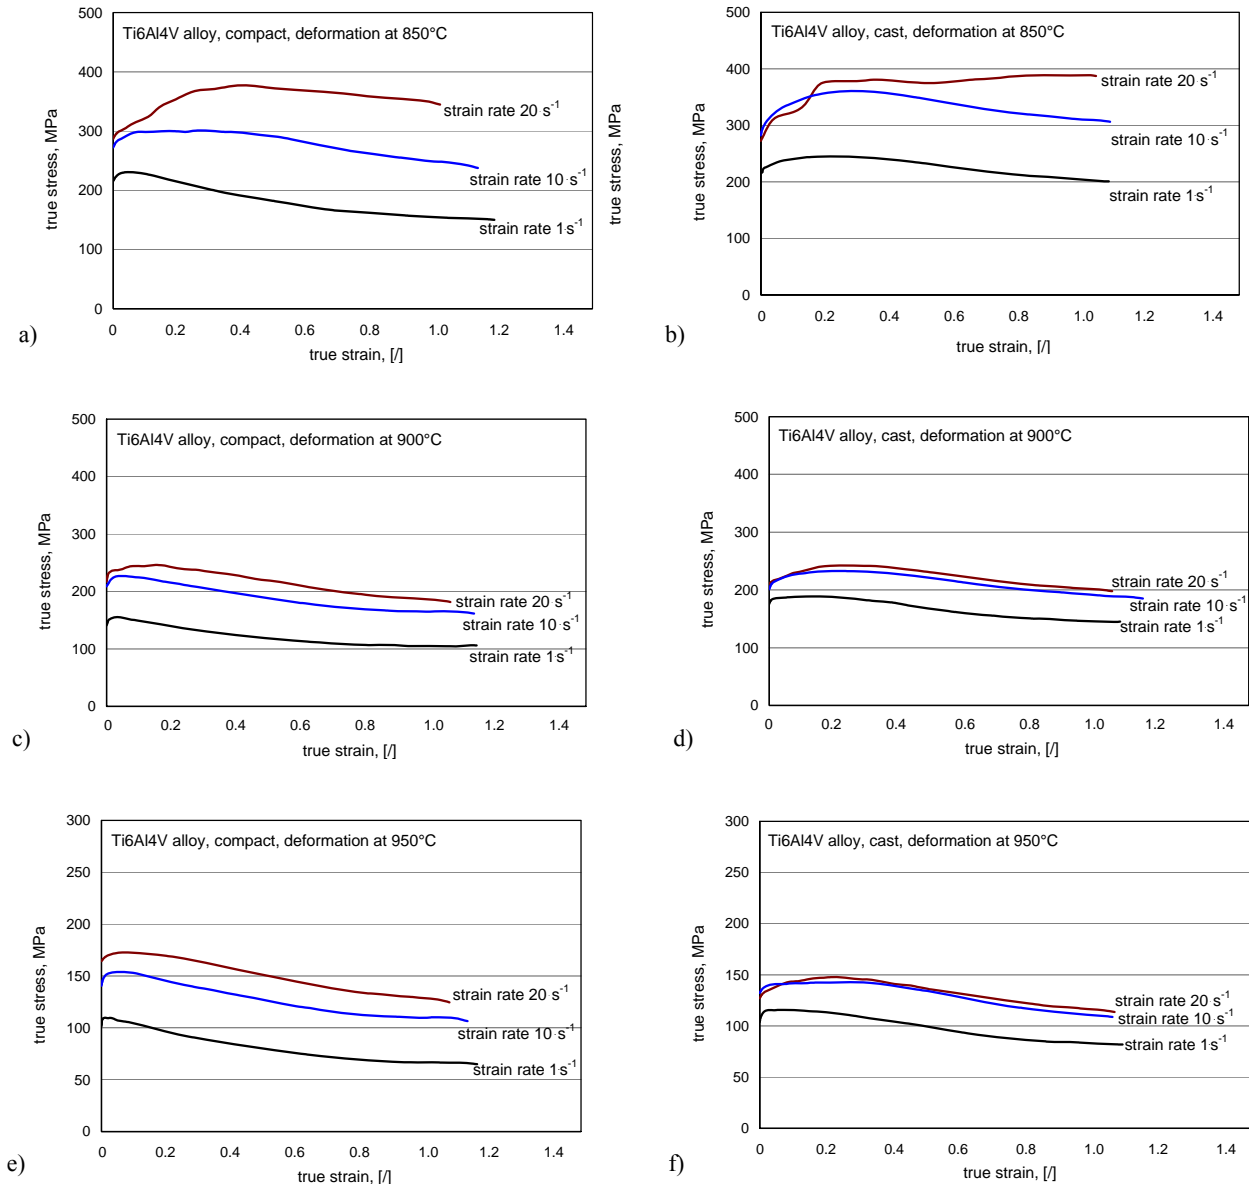 500
400
300
200
100
0
true stress, MPa
Ti6Al4V alloy, compact, deformation at 850°C
strain rate 20 s⁻¹
strain rate 10·s⁻¹
strain rate 1·s⁻¹
0 0.2 0.4 0.6 0.8 1.0 1.2 1.4
true strain, [/]
a)
500
400
300
200
100
0
true stress, MPa
Ti6Al4V alloy, cast, deformation at 850°C
strain rate 20 s⁻¹
strain rate 10·s⁻¹
strain rate 1·s⁻¹
0 0.2 0.4 0.6 0.8 1.0 1.2 1.4
true strain, [/]
b)
500
400
300
200
100
0
true stress, MPa
Ti6Al4V alloy, compact, deformation at 900°C
strain rate 20 s⁻¹
strain rate 10·s⁻¹
strain rate 1·s⁻¹
0 0.2 0.4 0.6 0.8 1.0 1.2 1.4
true strain, [/]
c)
500
400
300
200
100
0
true stress, MPa
Ti6Al4V alloy, cast, deformation at 900°C
strain rate 20 s⁻¹
strain rate 10·s⁻¹
strain rate 1·s⁻¹
0 0.2 0.4 0.6 0.8 1.0 1.2 1.4
true strain, [/]
d)
300
250
200
150
100
50
0
true stress, MPa
Ti6Al4V alloy, compact, deformation at 950°C
strain rate 20 s⁻¹
strain rate 10·s⁻¹
strain rate 1·s⁻¹
0 0.2 0.4 0.6 0.8 1.0 1.2 1.4
true strain, [/]
e)
300
250
200
150
100
50
0
true stress, MPa
Ti6Al4V alloy, cast, deformation at 950°C
strain rate 20 s⁻¹
strain rate 10·s⁻¹
strain rate 1·s⁻¹
0 0.2 0.4 0.6 0.8 1.0 1.2 1.4
true strain, [/]
f)